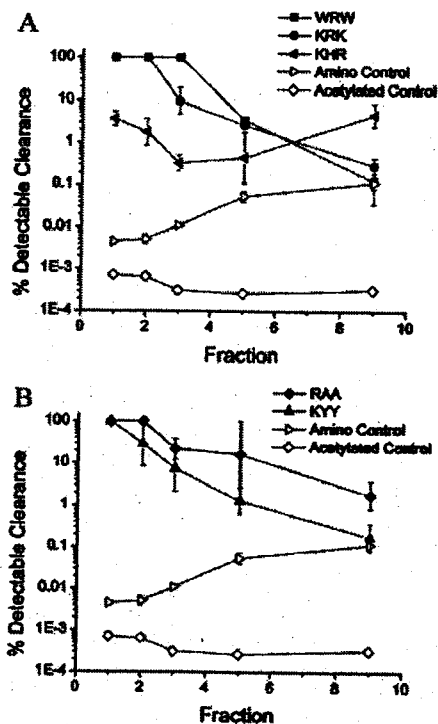 A
WRW
KRK
KHR
Amino Control
Acetylated Control
% Detectable Clearance
100
10
1
0.1
0.01
1E-3
1E-4
0
2
4
6
8
10
Fraction
B
RAA
KYY
Amino Control
Acetylated Control
% Detectable Clearance
100
10
1
0.1
0.01
1E-3
1E-4
0
2
4
6
8
10
Fraction